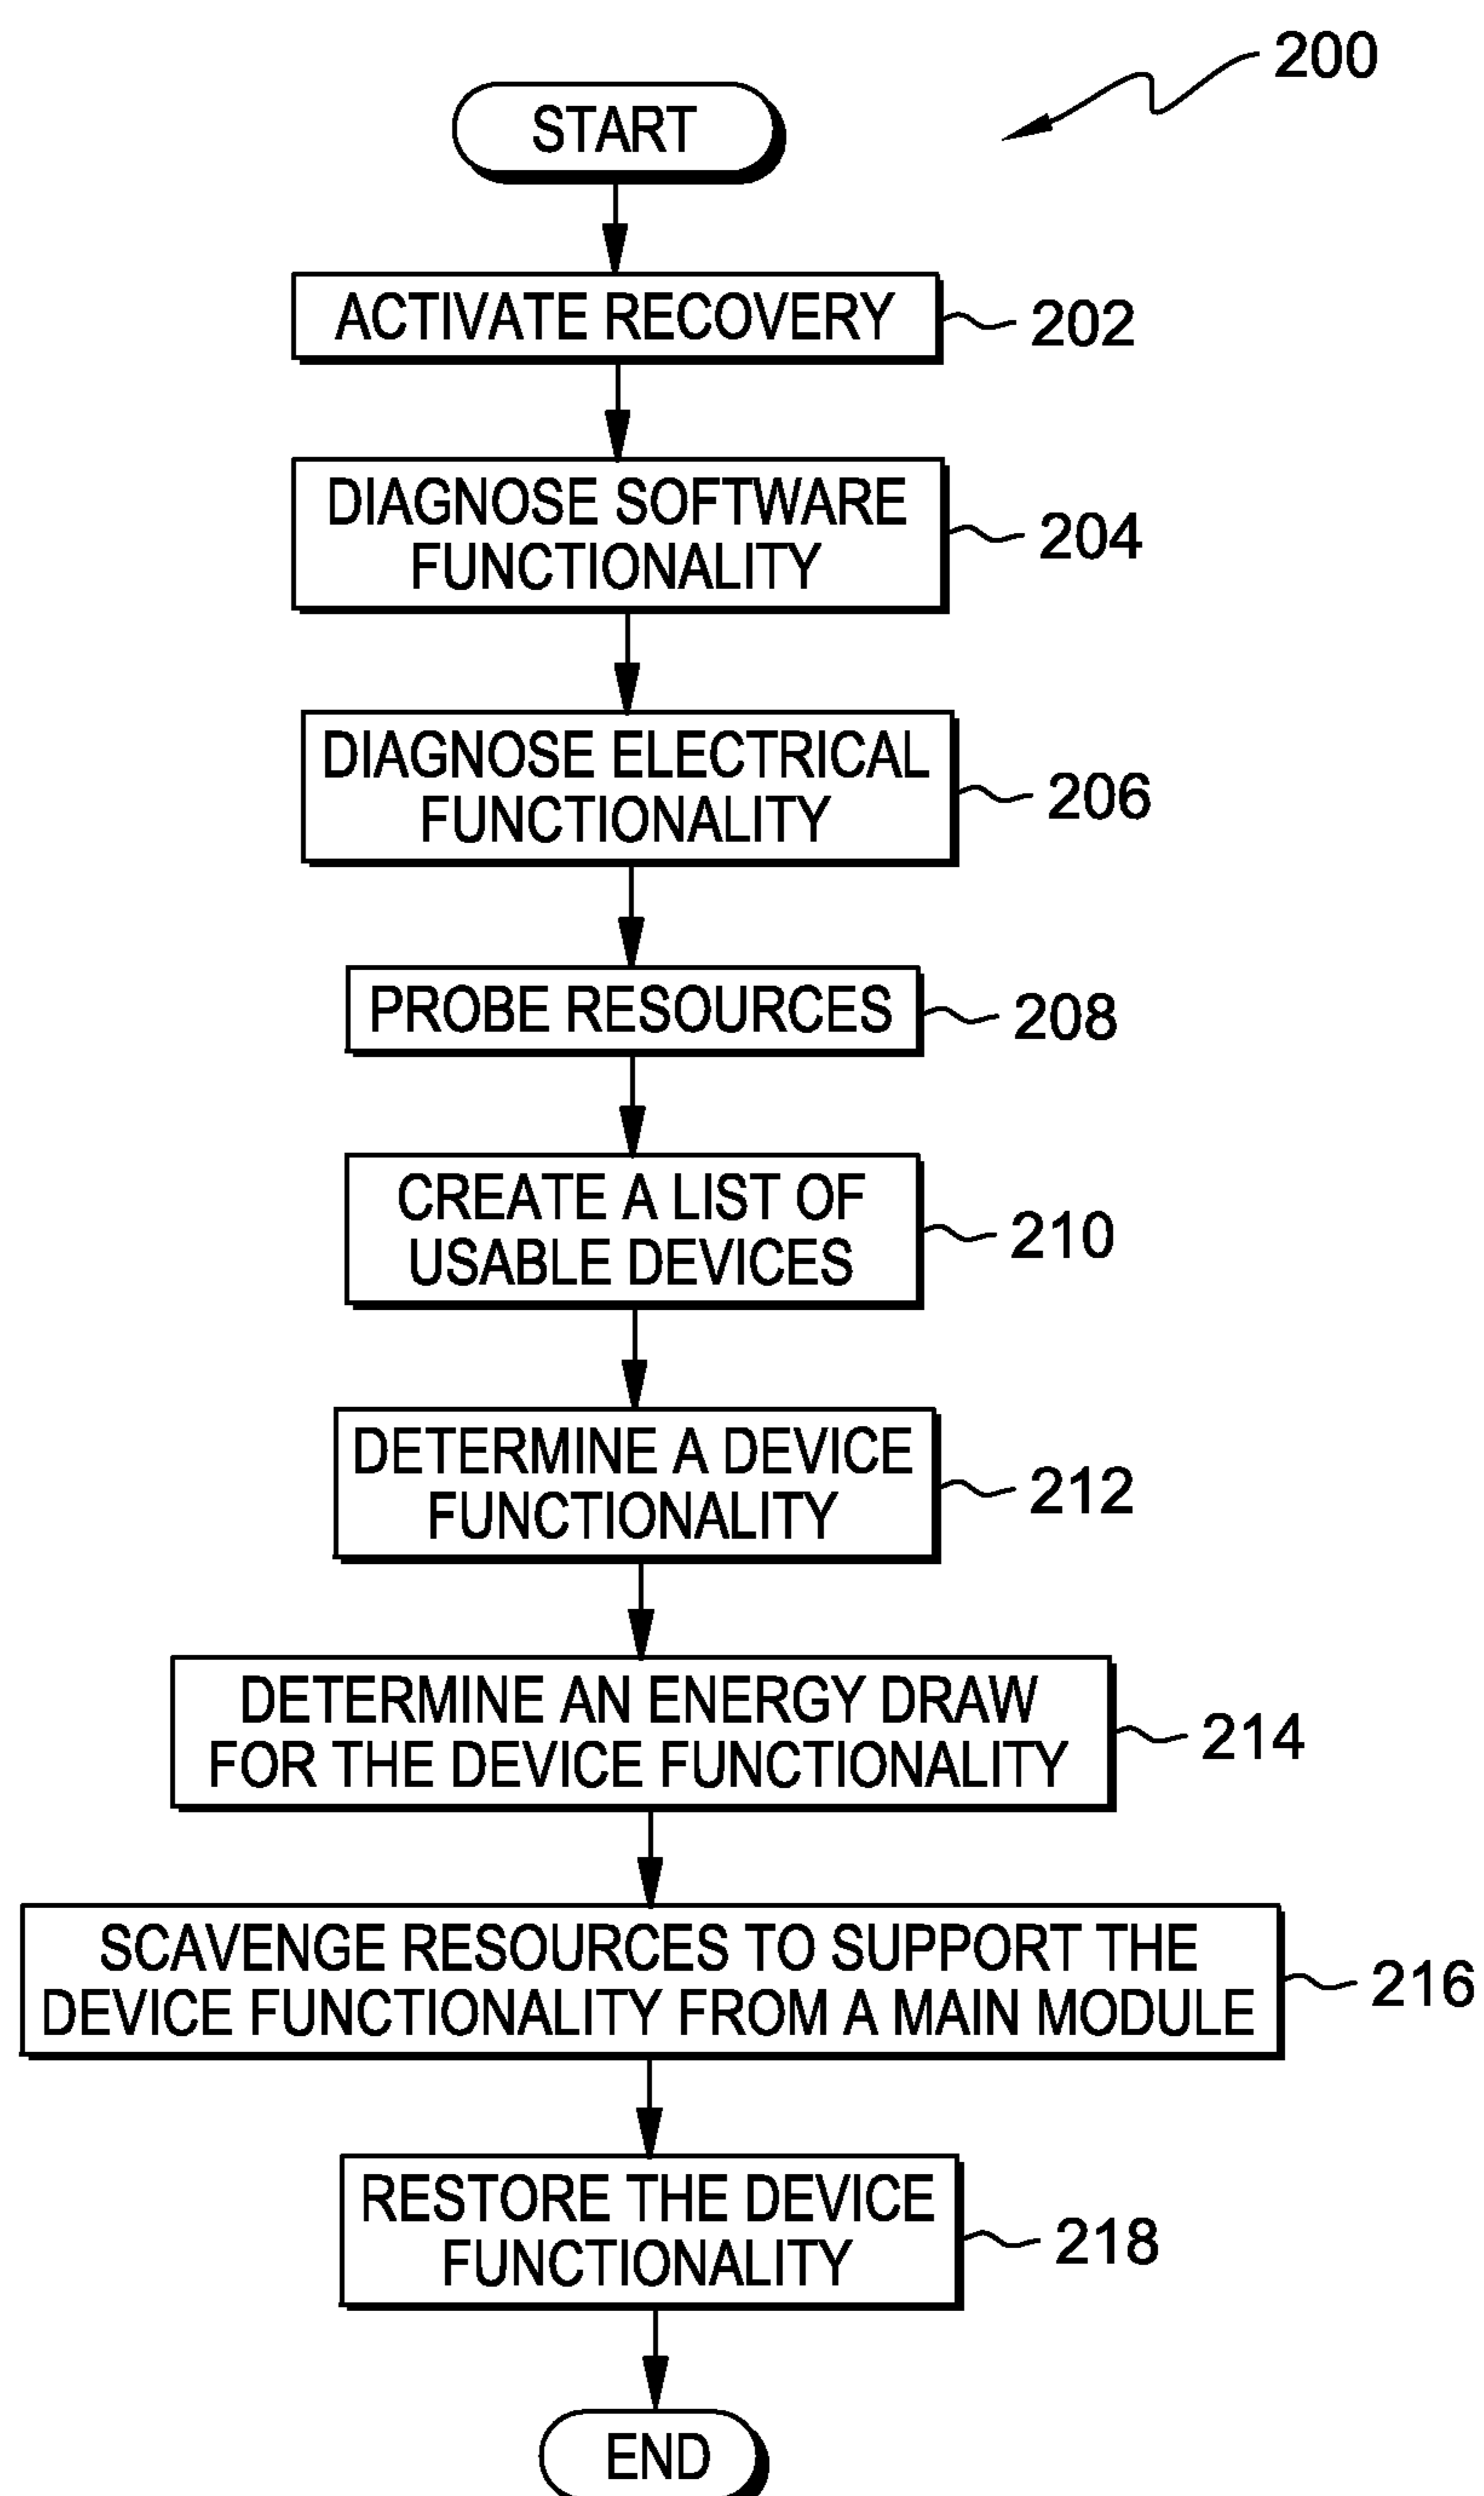 200
START
ACTIVATE RECOVERY
202
DIAGNOSE SOFTWARE
FUNCTIONALITY
204
DIAGNOSE ELECTRICAL
FUNCTIONALITY
206
PROBE RESOURCES
208
CREATE A LIST OF
USABLE DEVICES
210
DETERMINE A DEVICE
FUNCTIONALITY
212
DETERMINE AN ENERGY DRAW
FOR THE DEVICE FUNCTIONALITY
214
SCAVENGE RESOURCES TO SUPPORT THE
DEVICE FUNCTIONALITY FROM A MAIN MODULE
216
RESTORE THE DEVICE
FUNCTIONALITY
218
END